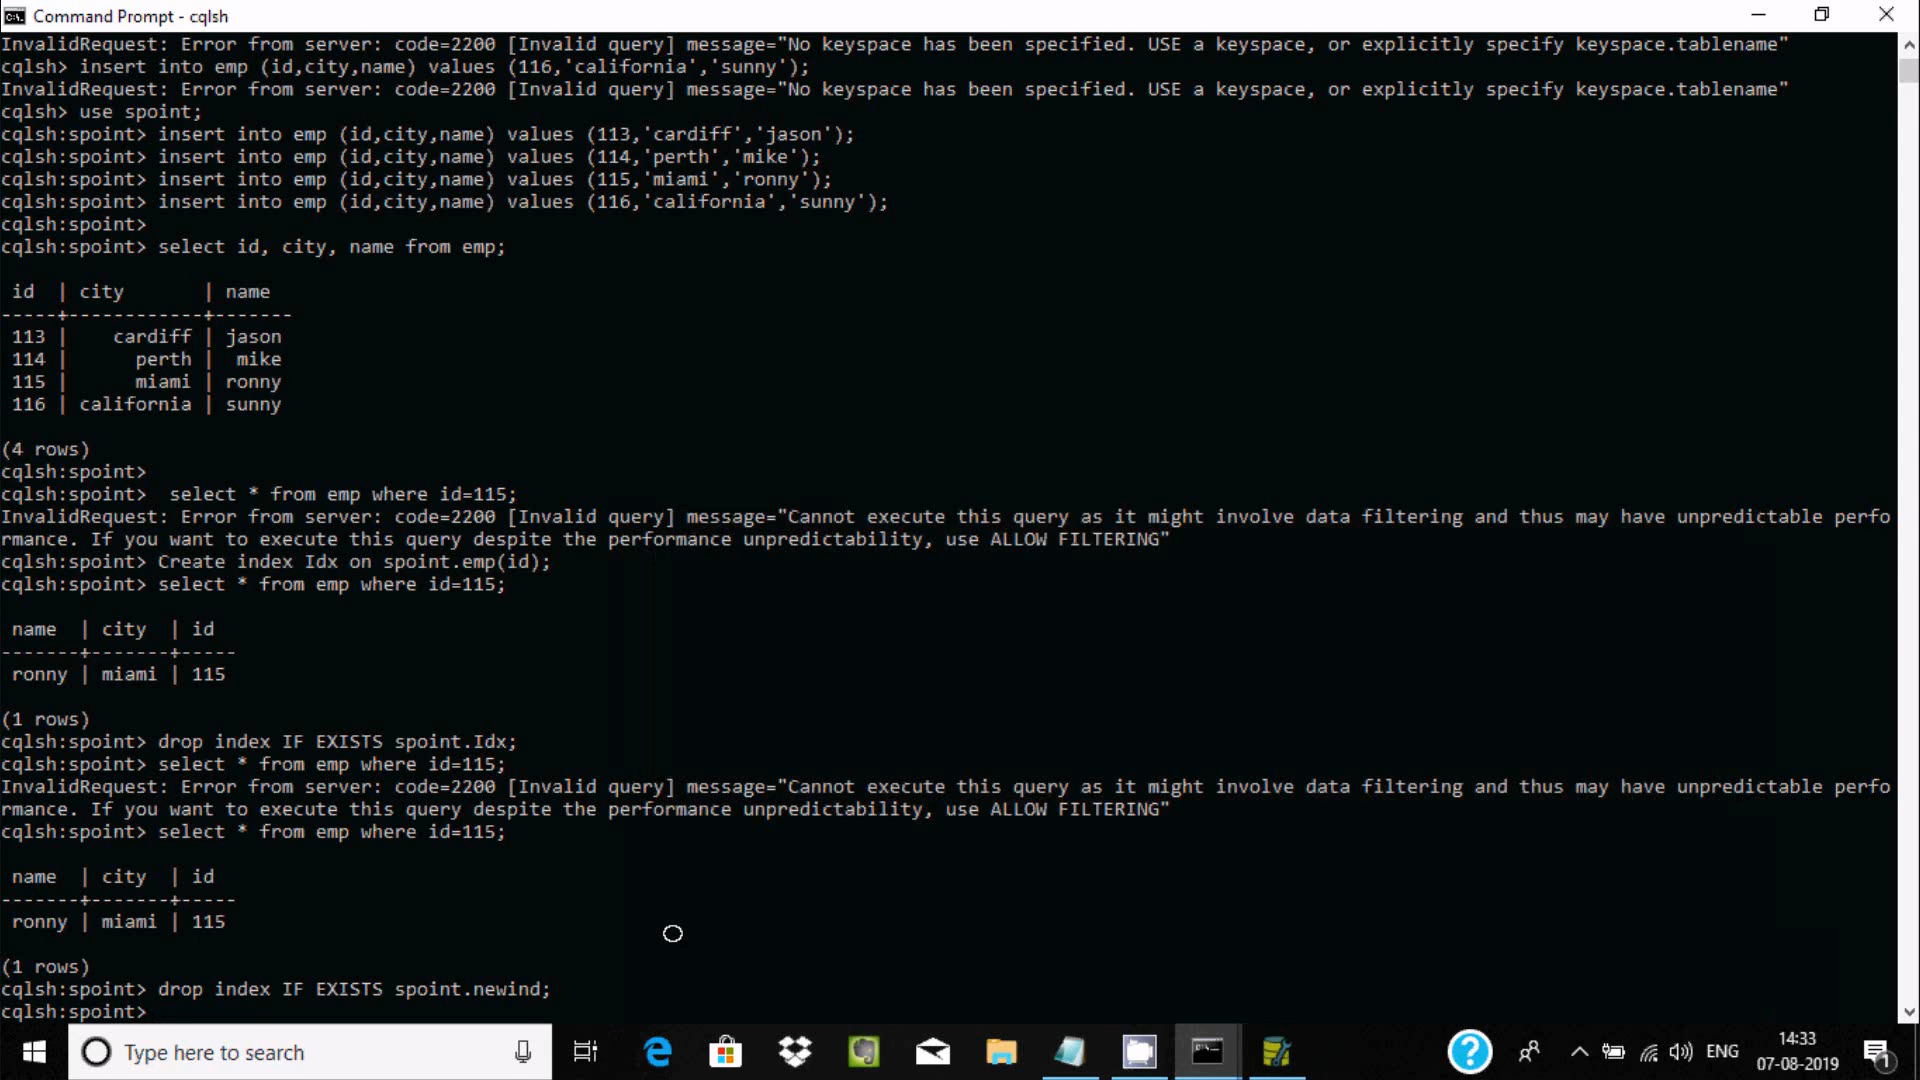 Command Prompt - cqlsh
InvalidRequest: Error from server: code=2200 [Invalid query] message="No keyspace has been specified. USE a keyspace, or explicitly specify keyspace.tablename"
cqlsh> insert into emp (id,city,name) values (116,'california','sunny');
InvalidRequest: Error from server: code=2200 [Invalid query] message="No keyspace has been specified. USE a keyspace, or explicitly specify keyspace.tablename"
cqlsh> use spoint;
cqlsh:spoint> insert into emp (id,city,name) values (113,'cardiff','jason');
cqlsh:spoint> insert into emp (id,city,name) values (114,'perth','mike');
cqlsh:spoint> insert into emp (id,city,name) values (115,'miami','ronny');
cqlsh:spoint> insert into emp (id,city,name) values (116,'california','sunny');
cqlsh:spoint>
cqlsh:spoint> select id, city, name from emp;
id | city | name
-----+------------+-------
113 | cardiff | jason
114 | perth | mike
115 | miami | ronny
116 | california | sunny
(4 rows)
cqlsh:spoint>
cqlsh:spoint>  select * from emp where id=115;
InvalidRequest: Error from server: code=2200 [Invalid query] message="Cannot execute this query as it might involve data filtering and thus may have unpredictable perfo
rmance. If you want to execute this query despite the performance unpredictability, use ALLOW FILTERING"
cqlsh:spoint> Create index Idx on spoint.emp(id);
cqlsh:spoint> select * from emp where id=115;
name | city | id
-------+-------+-----
ronny | miami | 115
(1 rows)
cqlsh:spoint> drop index IF EXISTS spoint.Idx;
cqlsh:spoint> select * from emp where id=115;
InvalidRequest: Error from server: code=2200 [Invalid query] message="Cannot execute this query as it might involve data filtering and thus may have unpredictable perfo
rmance. If you want to execute this query despite the performance unpredictability, use ALLOW FILTERING"
cqlsh:spoint> select * from emp where id=115;
name | city | id
-------+-------+-----
ronny | miami | 115
(1 rows)
cqlsh:spoint> drop index IF EXISTS spoint.newind;
cqlsh:spoint>
Type here to search
ENG
14:33
07-08-2019
1